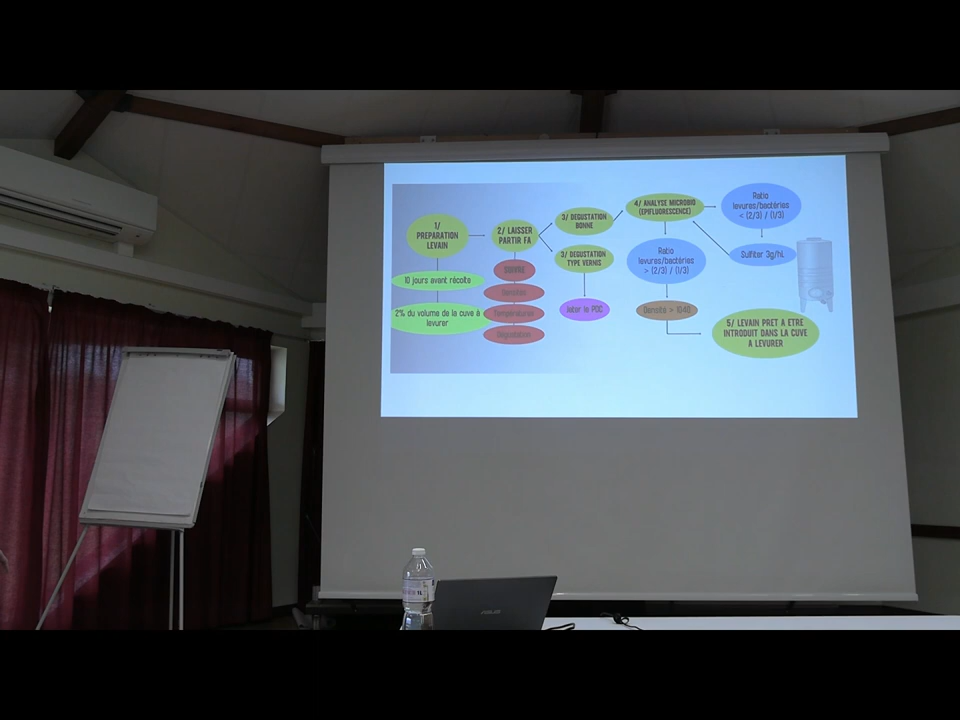 1/
PREPARATION
LEVAIN
10 jours avant récolte
2% du volume de la cuve à
levurer
2/ LAISSER
PARTIR FA
SUIVRE
Densités
Températures
Dégustation
3/ DEGUSTATION
BONNE
3/ DEGUSTATION
TYPE VERNIS
Jeter le PDC
4/ ANALYSE MICROBIO
(EPIFLUORESCENCE)
Ratio
levures/bactéries
> (2/3) / (1/3)
Densité > 1040
Ratio
levures/bactéries
< (2/3) / (1/3)
Sulfiter 3g/hL
5/ LEVAIN PRET A ETRE
INTRODUIT DANS LA CUVE
A LEVURER
ASUS